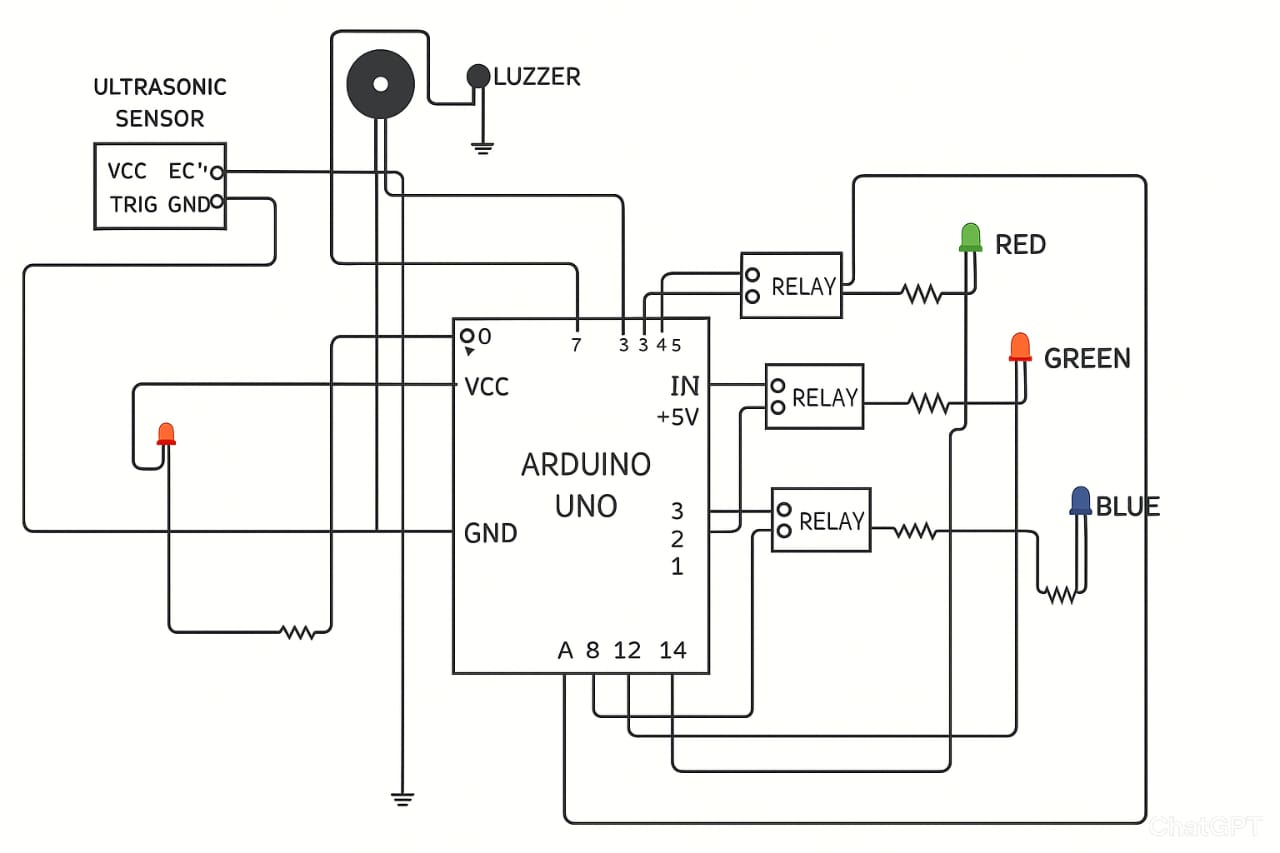 LUZZER
ULTRASONIC
SENSOR
VCC EC"'
TRIG GND
RED
RELAY
0
7 3 3 4 5
GREEN
VCC
IN
RELAY
+5V
ARDUINO
UNO
BLUE
3
RELAY
GND
2
1
A 8 12 14
ChatGPT